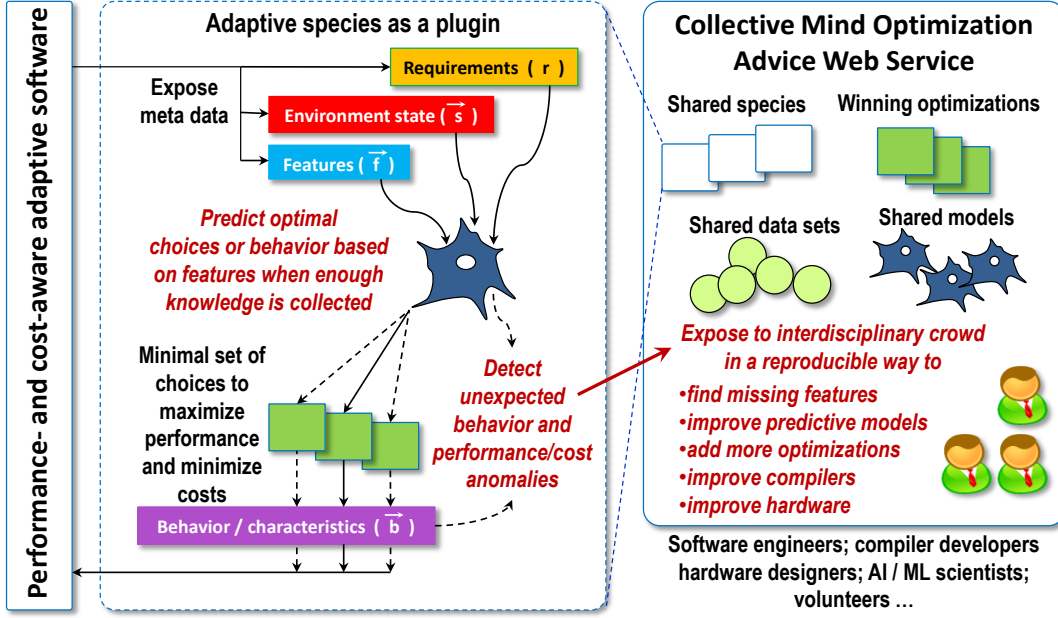 Performance- and cost-aware adaptive software
Adaptive species as a plugin
Expose
meta data
Requirements ( r )
Environment state ( s )
Features ( f )
Predict optimal
choices or behavior based
on features when enough
knowledge is collected
Minimal set of
choices to
maximize
performance
and minimize
costs
Detect
unexpected
behavior and
performance/cost
anomalies
Behavior / characteristics ( b )
Collective Mind Optimization
Advice Web Service
Shared species
Winning optimizations
Shared data sets
Shared models
Expose to interdisciplinary crowd
in a reproducible way to
•find missing features
•improve predictive models
•add more optimizations
•improve compilers
•improve hardware
Software engineers; compiler developers
hardware designers; AI / ML scientists;
volunteers ...